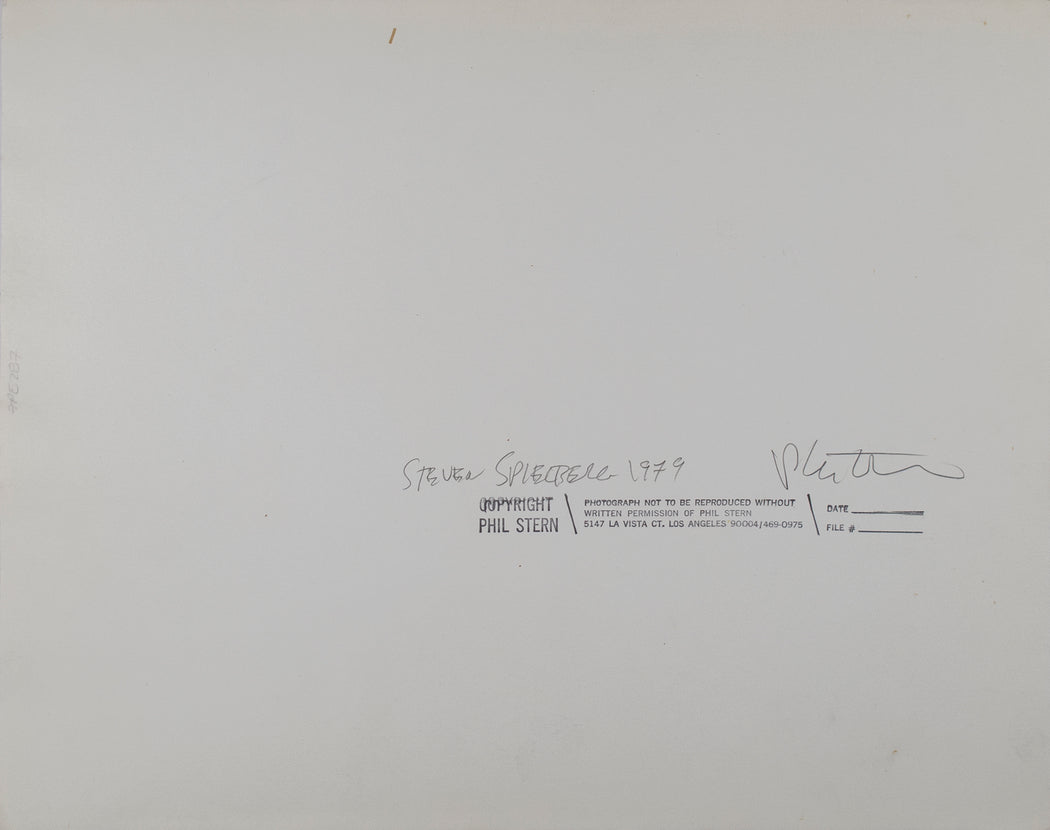 STEVEN SPIELBERG 1979
COPYRIGHT
PHIL STERN
PHOTOGRAPH NOT TO BE REPRODUCED WITHOUT
WRITTEN PERMISSION OF PHIL STERN
5147 LA VISTA CT. LOS ANGELES 90004/469-0975
DATE
FILE #